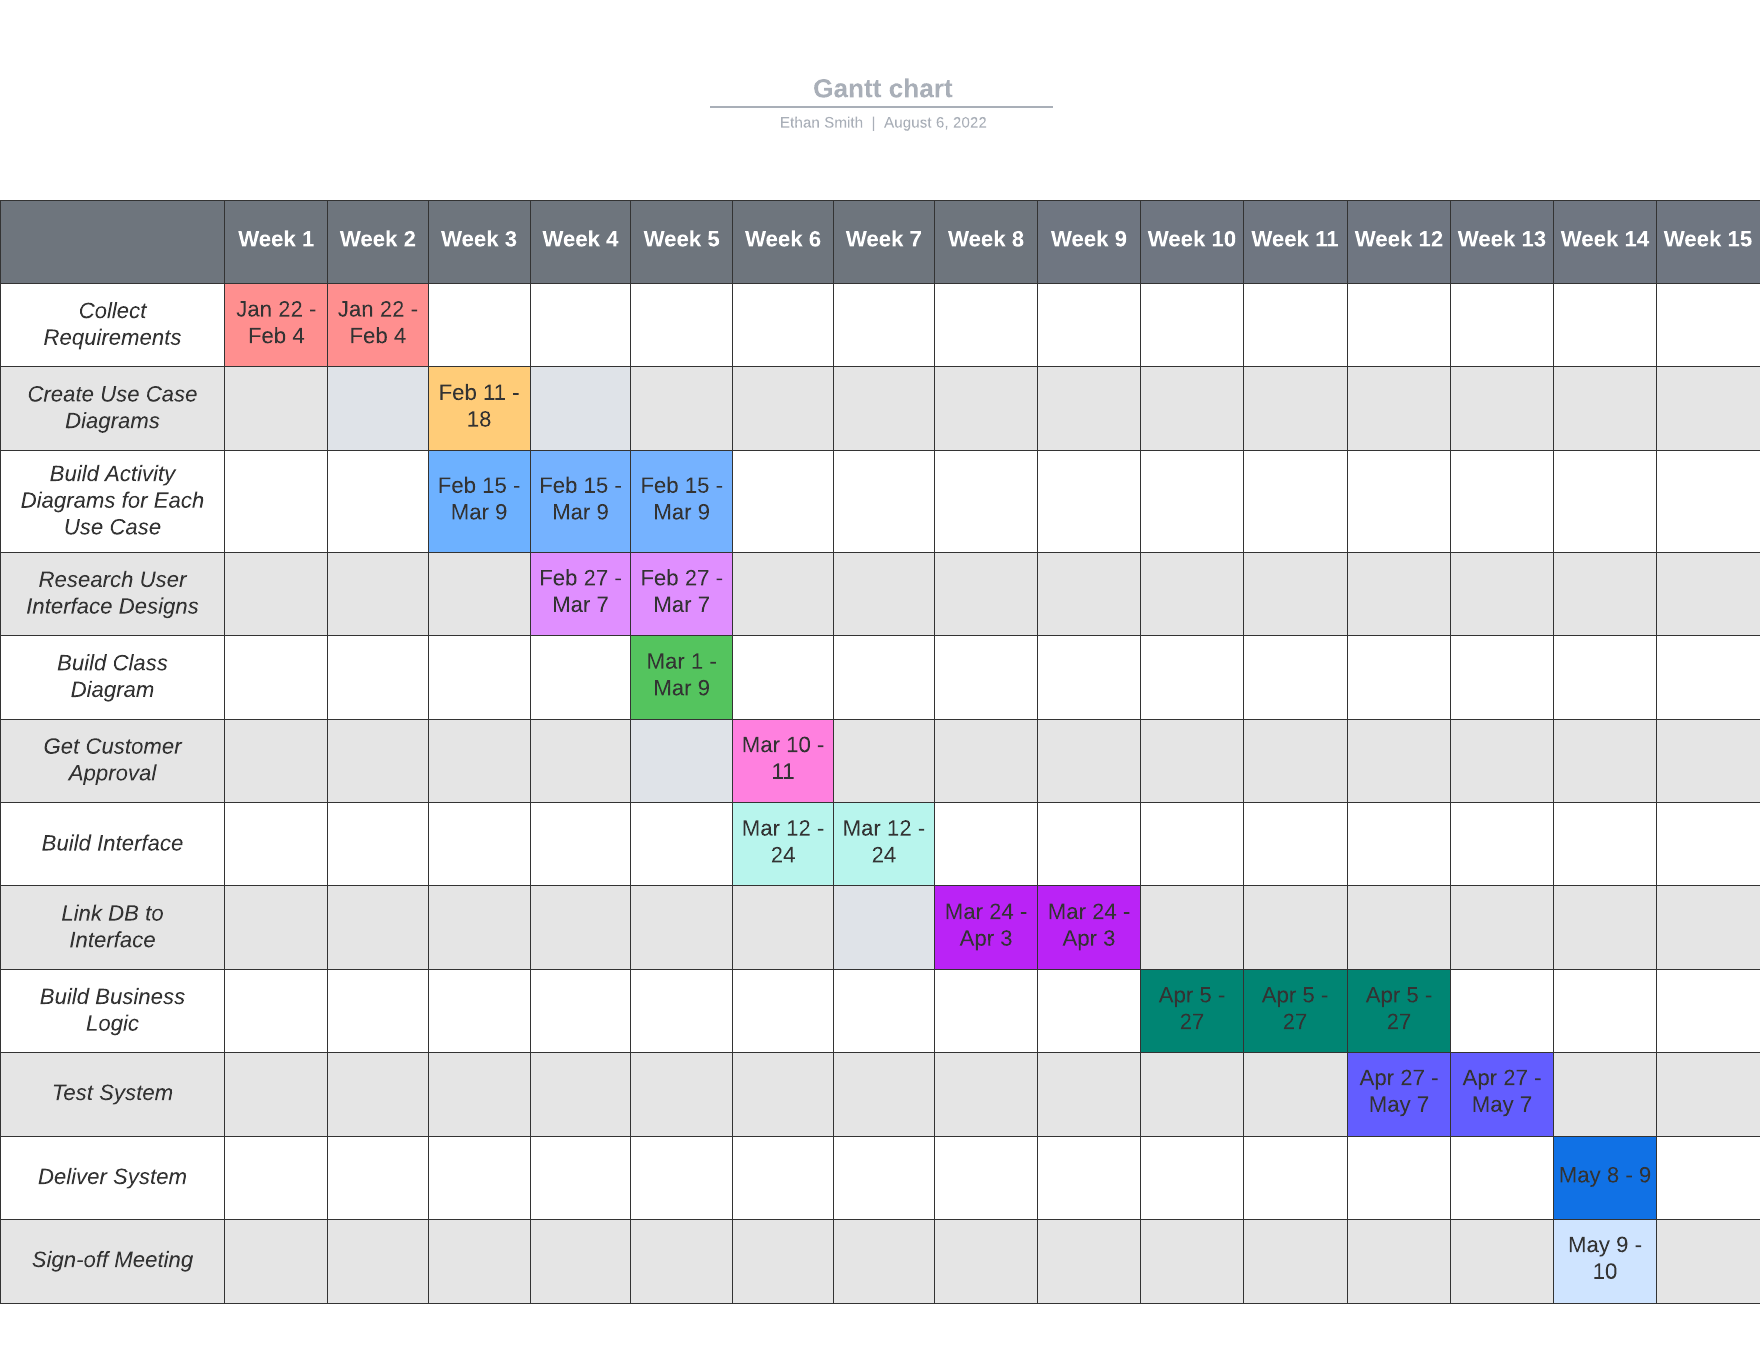 Gantt chart
Ethan Smith | August 6, 2022
Week 1 Week 2 Week 3 Week 4 Week 5 Week 6 Week 7 Week 8 Week 9 Week 10 Week 11 Week 12 Week 13 Week 14 Week 15
Collect
Requirements
Jan 22 -
Feb 4
Jan 22 -
Feb 4
Create Use Case
Diagrams
Feb 11 -
18
Build Activity
Diagrams for Each
Use Case
Feb 15 -
Mar 9
Feb 15 -
Mar 9
Feb 15 -
Mar 9
Research User
Interface Designs
Feb 27 -
Mar 7
Feb 27 -
Mar 7
Build Class
Diagram
Mar 1 -
Mar 9
Get Customer
Approval
Mar 10 -
11
Build Interface
Mar 12 -
24
Mar 12 -
24
Link DB to
Interface
Mar 24 -
Apr 3
Mar 24 -
Apr 3
Build Business
Logic
Apr 5 -
27
Apr 5 -
27
Apr 5 -
27
Test System
Apr 27 -
May 7
Apr 27 -
May 7
Deliver System
May 8 - 9
Sign-off Meeting
May 9 -
10